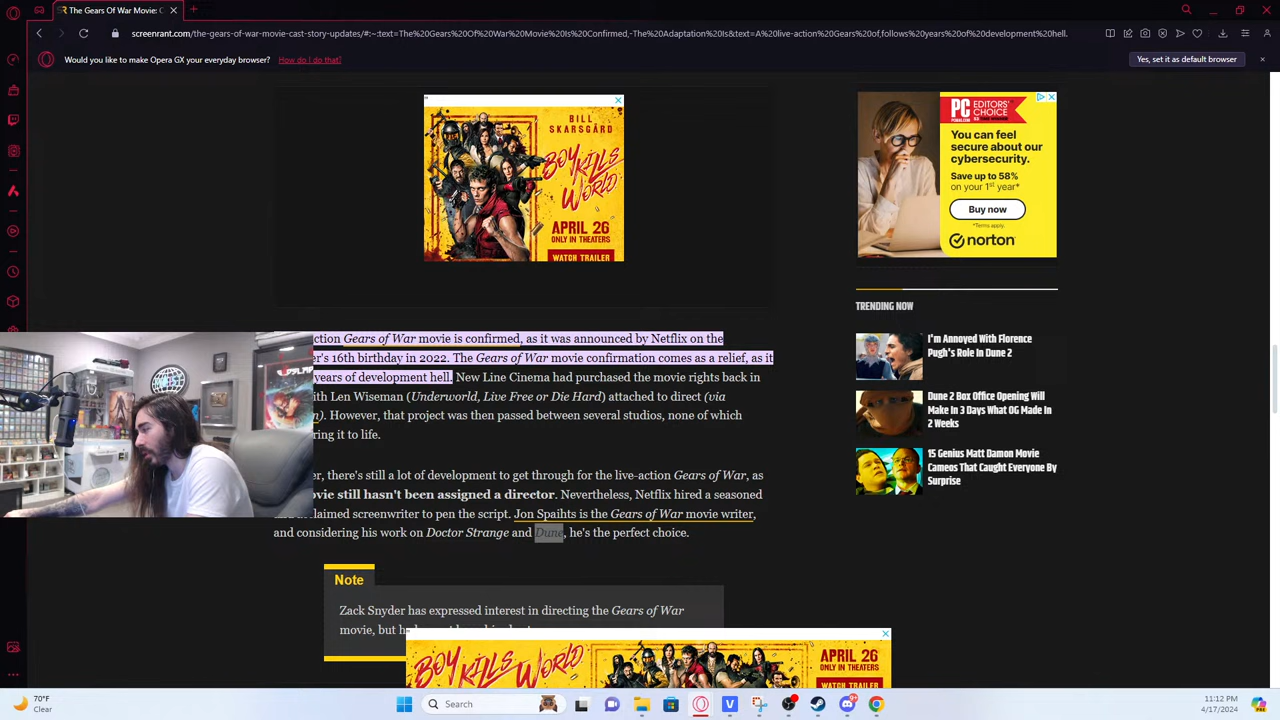 The Gears Of War Movie: C
screenrant.com/the-gears-of-war-movie-cast-story-updates/#:~:text=The Gears%20Of%20War%20Movie%20Is%20Confirmed,-The%20Adaptation%20Is&text=A%20live-action%20Gears%20of,follows%20years%20of%20development%20hell.
Would you like to make Opera GX your everyday browser? How do I do that?
Yes, set it as default browser
BILL
SKARSGÅRD
BOY KILLS
WORLD
APRIL 26
ONLY IN THEATERS
WATCH TRAILER
PC EDITORS'
CHOICE
You can feel
secure about our
cybersecurity.
Save up to 58%
on your 1st year*
Buy now
*Terms apply.
norton
TRENDING NOW
I'm Annoyed With Florence
Pugh's Role In Dune 2
Dune 2 Box Office Opening Will
Make In 3 Days What OG Made In
2 Weeks
15 Genius Matt Damon Movie
Cameos That Caught Everyone By
Surprise
ction Gears of War movie is confirmed, as it was announced by Netflix on the
er's 16th birthday in 2022. The Gears of War movie confirmation comes as a relief, as it
years of development hell. New Line Cinema had purchased the movie rights back in
ith Len Wiseman (Underworld, Live Free or Die Hard) attached to direct (via
). However, that project was then passed between several studios, none of which
ring it to life.
er, there's still a lot of development to get through for the live-action Gears of War, as
ovie still hasn't been assigned a director. Nevertheless, Netflix hired a seasoned
laimed screenwriter to pen the script. Jon Spaihts is the Gears of War movie writer,
and considering his work on Doctor Strange and Dune, he's the perfect choice.
Note
Zack Snyder has expressed interest in directing the Gears of War
movie, but h
BOY KILLS WORLD
APRIL 26
ONLY IN THEATERS
WATCH TRAILER
70°F
Clear
Search
11:12 PM
4/17/2024